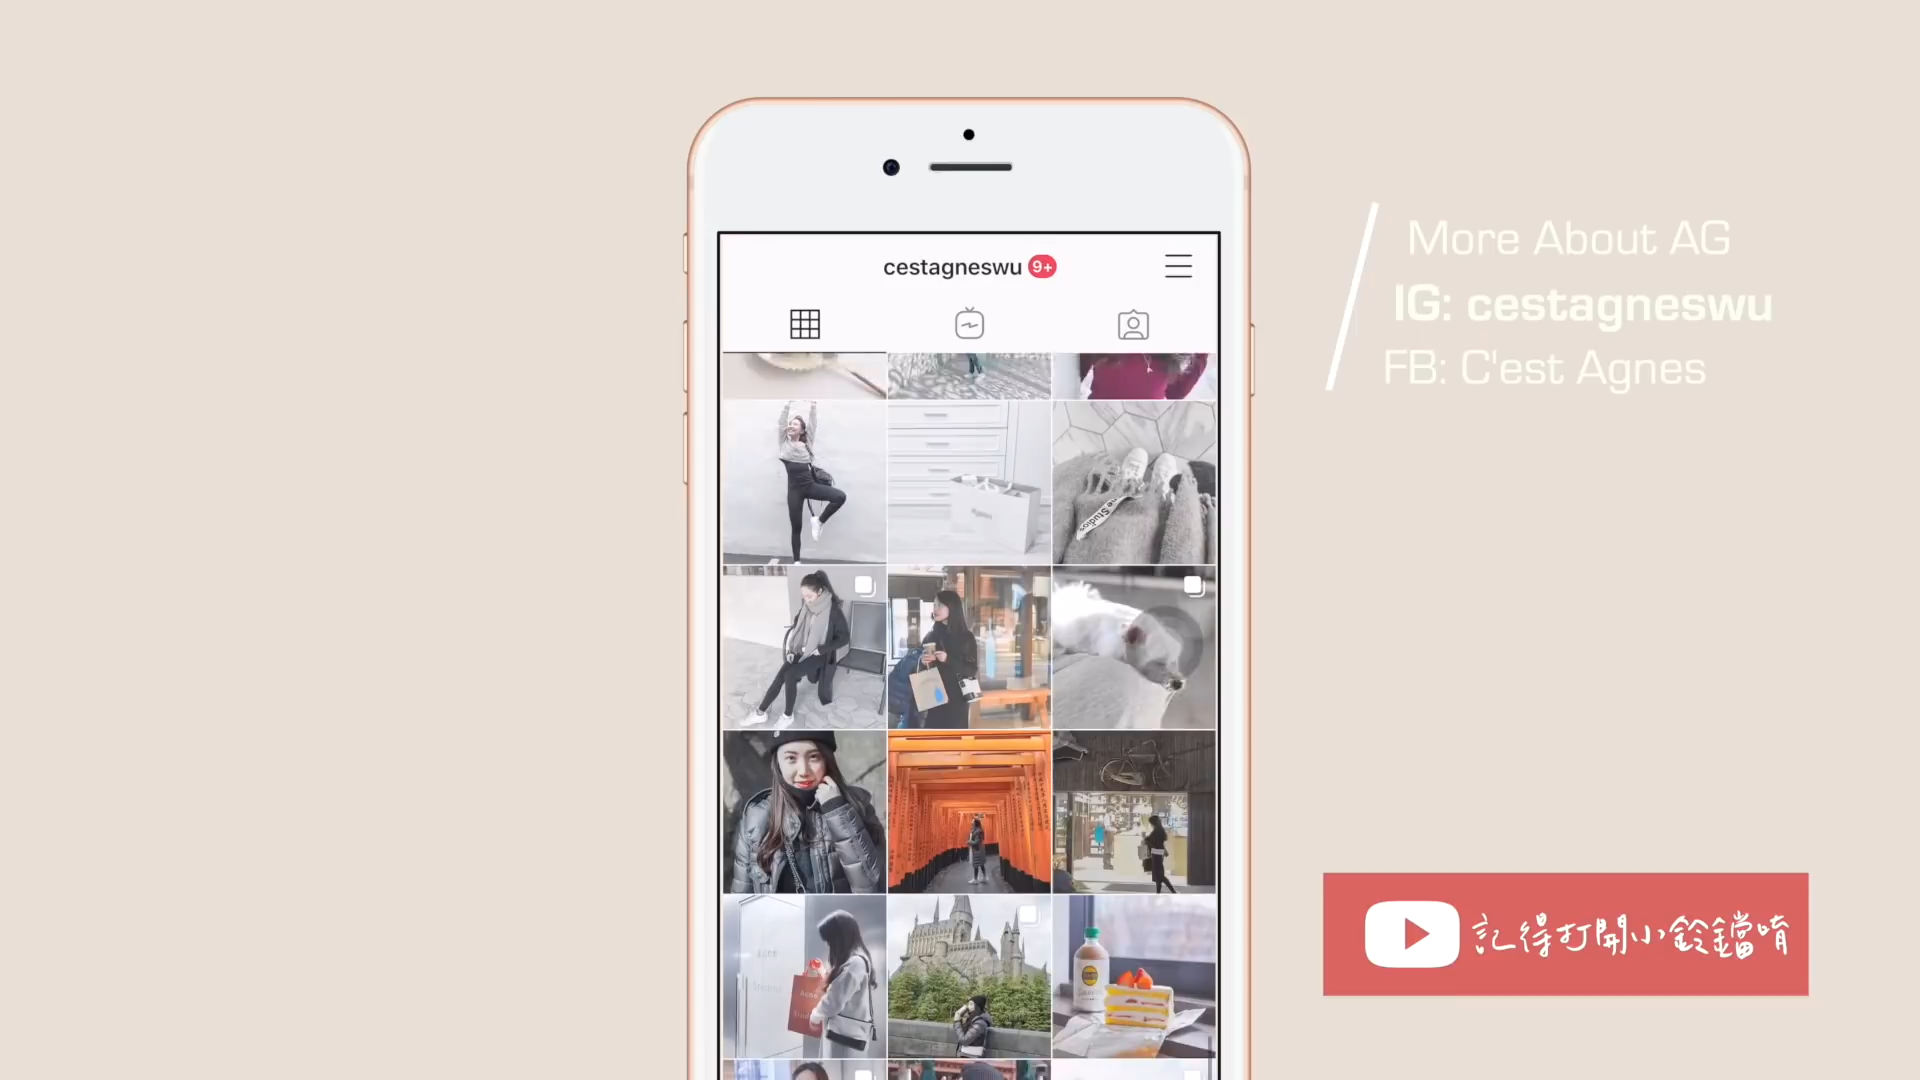 cestagneswu 9+
More About AG
IG: cestagneswu
FB: C'est Agnes
記得打開小鈴鐺唷